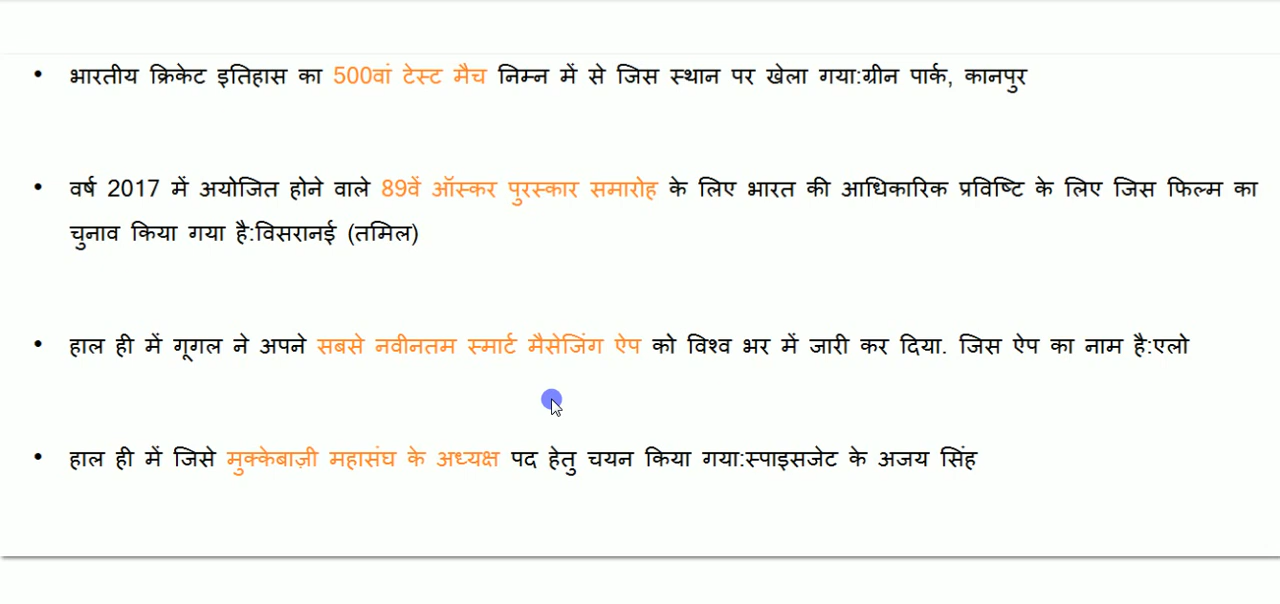 • भारतीय क्रिकेट इतिहास का 500वां टेस्ट मैच निम्न में से जिस स्थान पर खेला गया:ग्रीन पार्क, कानपुर
• वर्ष 2017 में अयोजित होने वाले 89वें ऑस्कर पुरस्कार समारोह के लिए भारत की आधिकारिक प्रविष्टि के लिए जिस फिल्म का
चुनाव किया गया है:विसरानई (तमिल)
• हाल ही में गूगल ने अपने सबसे नवीनतम स्मार्ट मैसेजिंग ऐप को विश्व भर में जारी कर दिया. जिस ऐप का नाम है:एलो
• हाल ही में जिसे मुक्केबाज़ी महासंघ के अध्यक्ष पद हेतु चयन किया गया:स्पाइसजेट के अजय सिंह